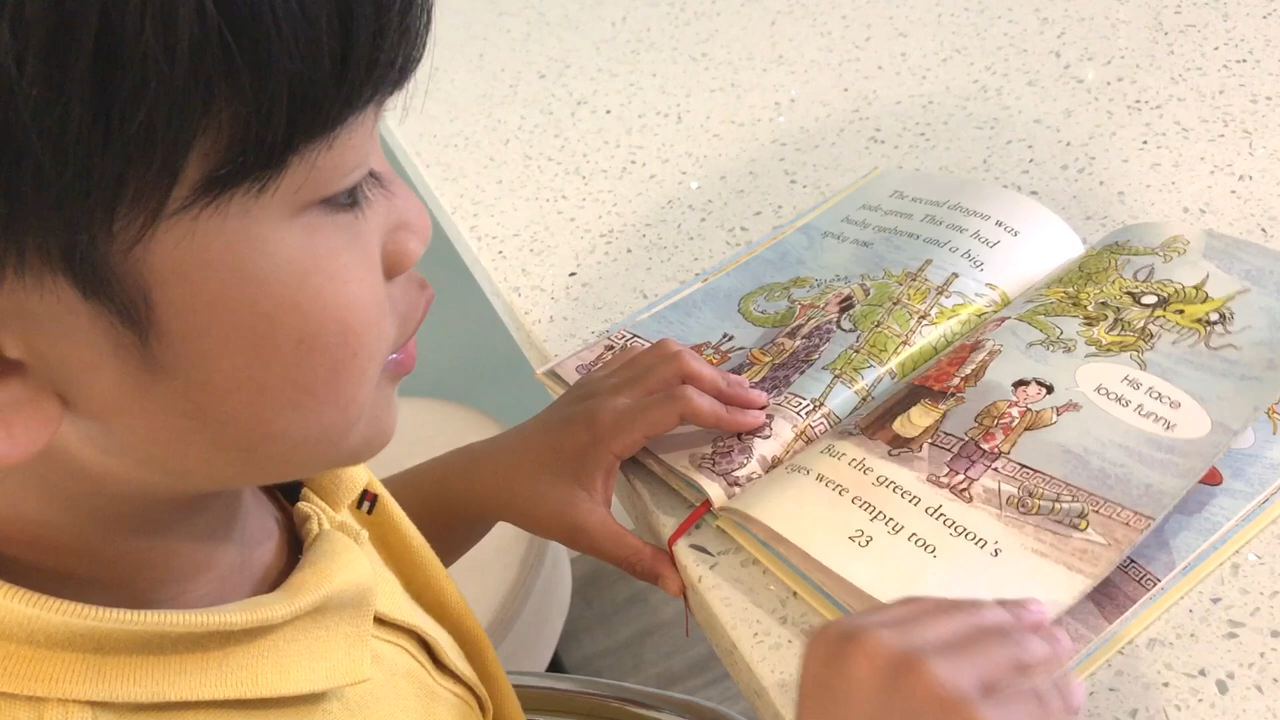 The second dragon was
jade-green. This one had
bushy eyebrows and a big,
spiky nose.
His face
looks funny.
But the green dragon's
eyes were empty too.
23